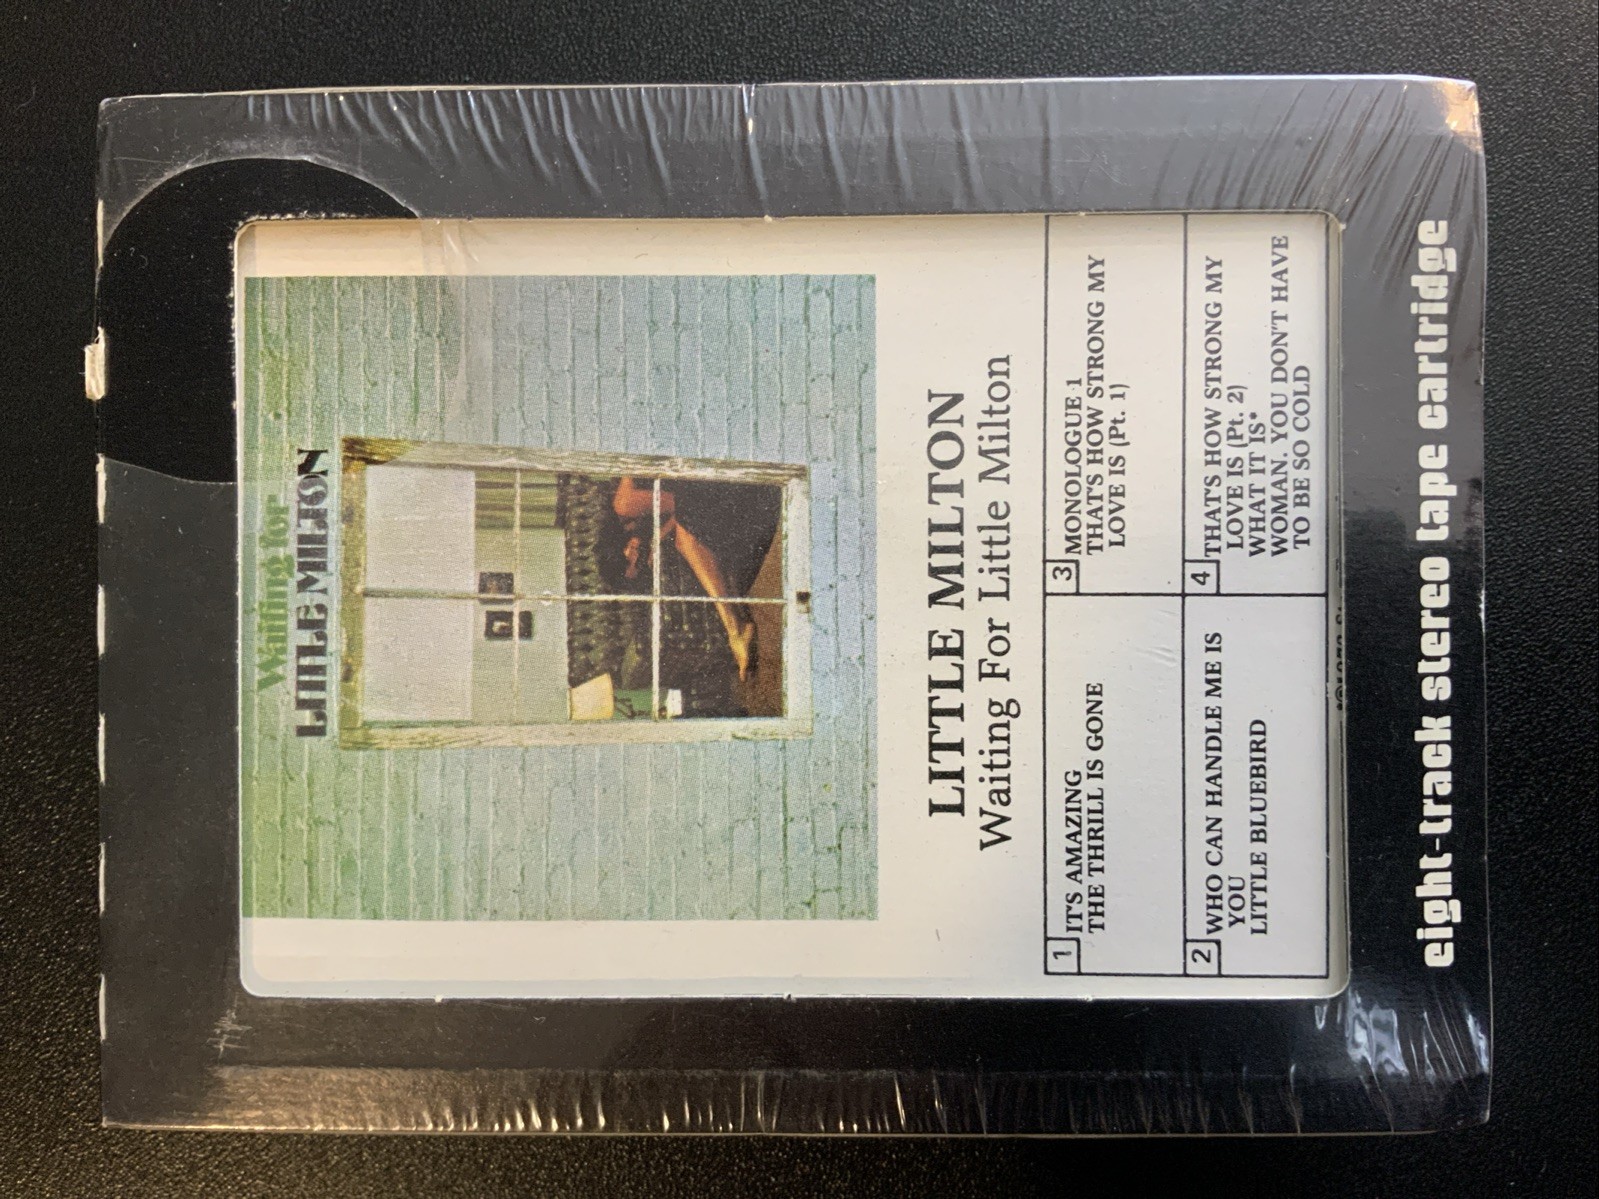 Waiting for
LITTLE MILTON
LITTLE MILTON
Waiting For Little Milton
1 IT'S AMAZING
THE THRILL IS GONE
2 WHO CAN HANDLE ME IS
YOU
LITTLE BLUEBIRD
3 MONOLOGUE 1
THAT'S HOW STRONG MY
LOVE IS (Pt. 1)
4 THAT'S HOW STRONG MY
LOVE IS (Pt. 2)
WHAT IT IS*
WOMAN, YOU DON'T HAVE
TO BE SO COLD
eight-track stereo tape cartridge